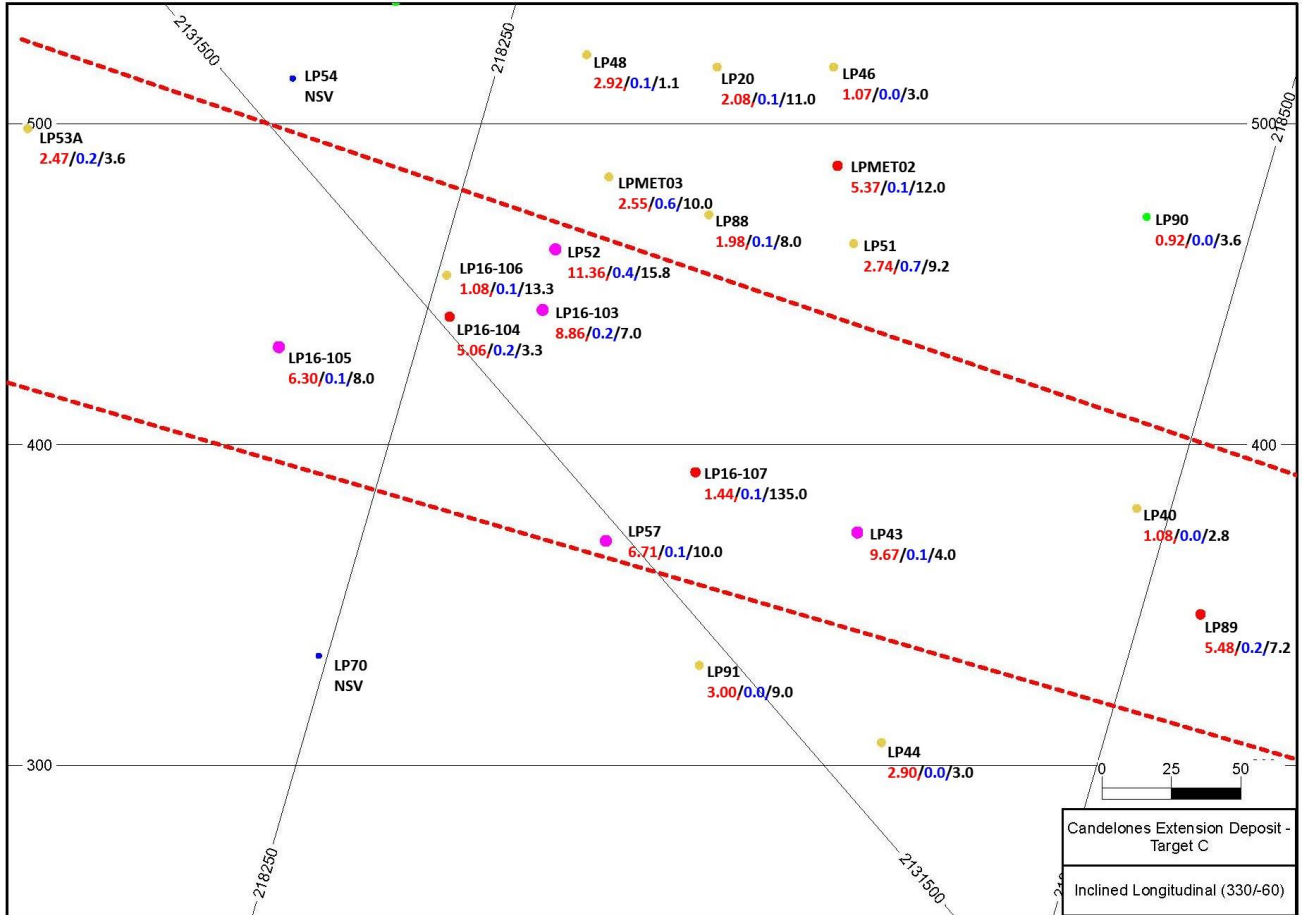 2131500
218250
LP54
NSV
LP48
2.92/0.1/1.1
LP20
2.08/0.1/11.0
LP46
1.07/0.0/3.0
218500
500
500
LP53A
2.47/0.2/3.6
LPMET02
5.37/0.1/12.0
LPMET03
2.55/0.6/10.0
LP88
1.98/0.1/8.0
LP90
0.92/0.0/3.6
LP51
2.74/0.7/9.2
LP52
11.36/0.4/15.8
LP16-106
1.08/0.1/13.3
LP16-103
8.86/0.2/7.0
LP16-104
5.06/0.2/3.3
LP16-105
6.30/0.1/8.0
400
400
LP16-107
1.44/0.1/135.0
LP40
1.08/0.0/2.8
LP57
6.71/0.1/10.0
LP43
9.67/0.1/4.0
LP89
5.48/0.2/7.2
LP70
NSV
LP91
3.00/0.0/9.0
LP44
2.90/0.0/3.0
300
0 25 50
218250
2131500
Candelones Extension Deposit -
Target C
Inclined Longitudinal (330/-60)